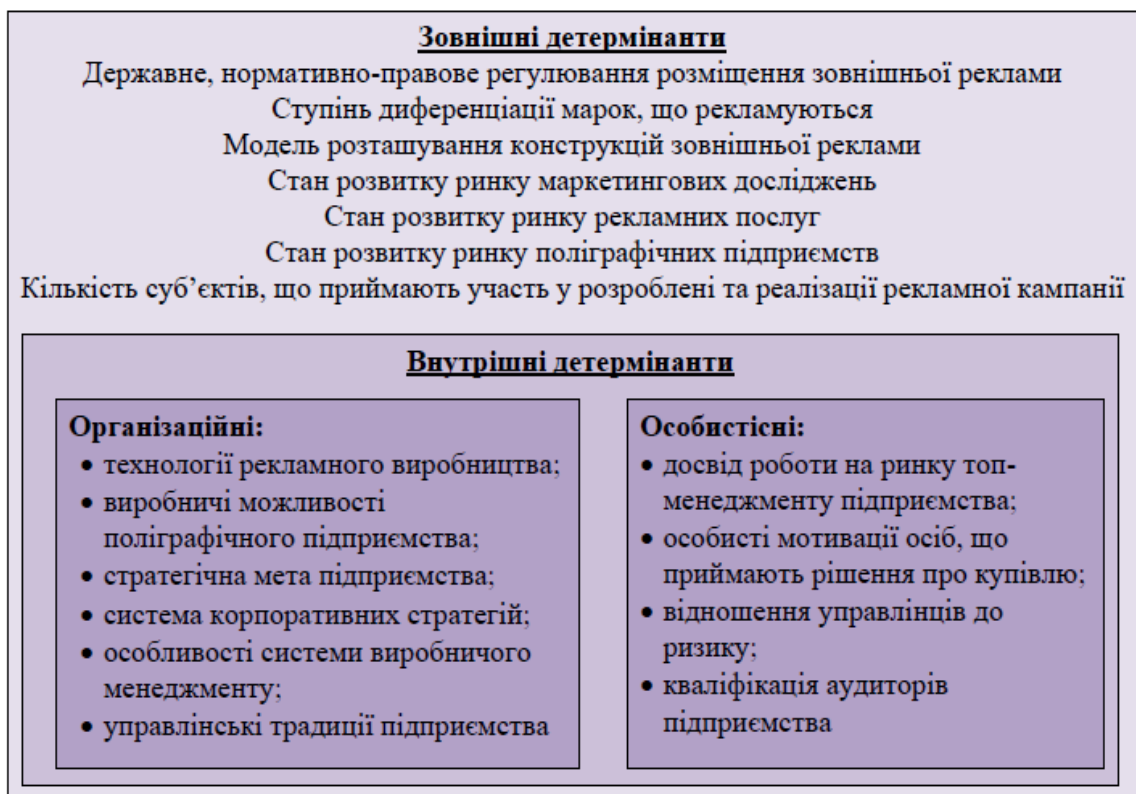 Зовнішні детермінанти
Державне, нормативно-правове регулювання розміщення зовнішньої реклами
Ступінь диференціації марок, що рекламуються
Модель розташування конструкцій зовнішньої реклами
Стан розвитку ринку маркетингових досліджень
Стан розвитку ринку рекламних послуг
Стан розвитку ринку поліграфічних підприємств
Кількість суб’єктів, що приймають участь у розроблені та реалізації рекламної кампанії
Внутрішні детермінанти
Організаційні:
• технології рекламного виробництва;
• виробничі можливості
поліграфічного підприємства;
• стратегічна мета підприємства;
• система корпоративних стратегій;
• особливості системи виробничого
менеджменту;
• управлінські традиції підприємства
Особистісні:
• досвід роботи на ринку топ-
менеджменту підприємства;
• особисті мотивації осіб, що
приймають рішення про купівлю;
• відношення управлінців до
ризику;
• кваліфікація аудиторів
підприємства